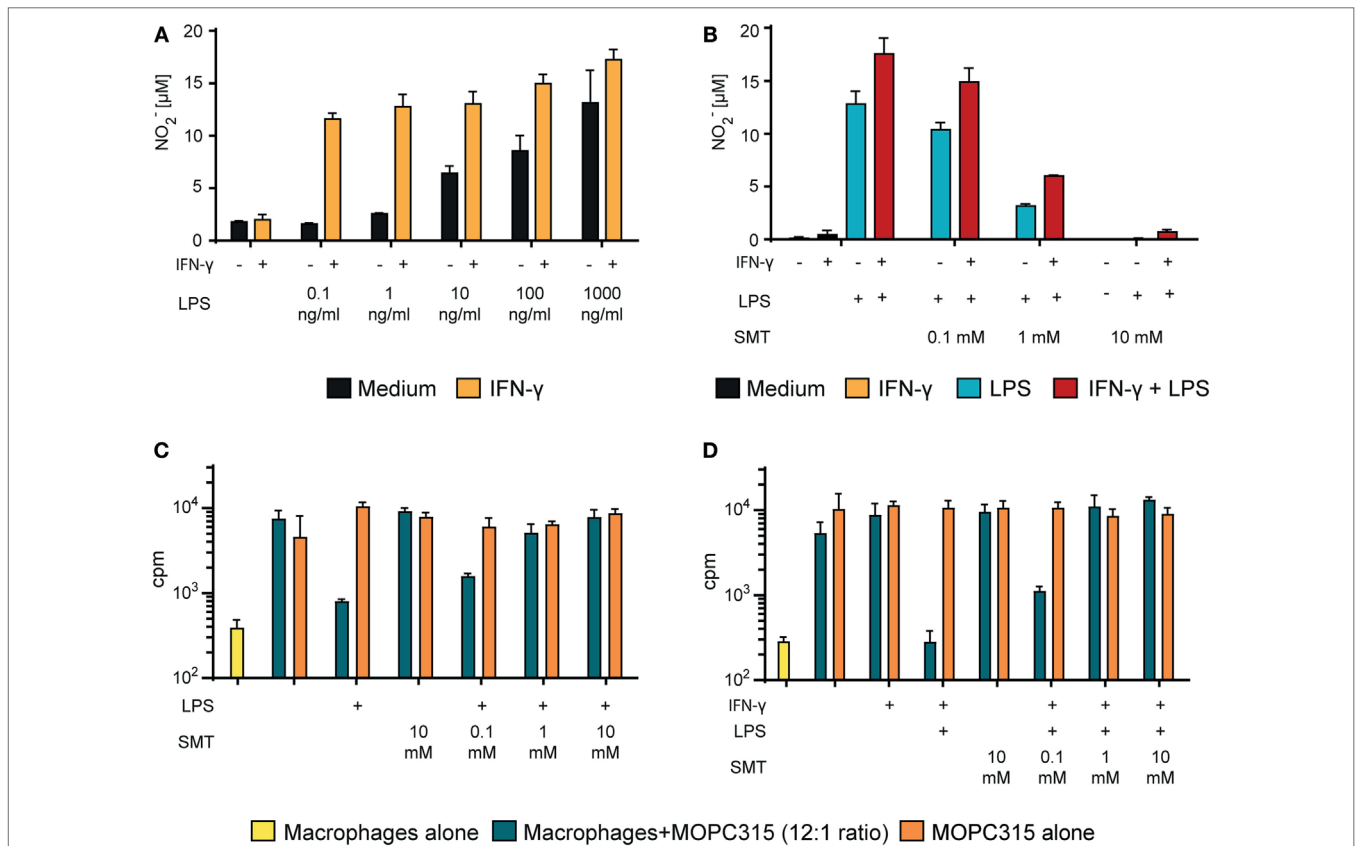 A
NO2- [µM]
20
15
10
5
0
IFN-γ - + - + - + - + - + - +
LPS 0.1 1 10 100 1000
ng/ml ng/ml ng/ml ng/ml ng/ml
Medium IFN-γ
B
NO2- [µM]
20
15
10
5
0
IFN-γ - + - + - + - + - +
LPS + + + + + + - + +
SMT 0.1 mM 1 mM 10 mM
Medium IFN-γ LPS IFN-γ + LPS
C
cpm
10^4
10^3
10^2
LPS + + + +
SMT 10 0.1 1 10
mM mM mM mM
D
cpm
10^4
10^3
10^2
IFN-γ + + + + +
LPS + + + +
SMT 10 0.1 1 10
mM mM mM mM
Macrophages alone Macrophages+MOPC315 (12:1 ratio) MOPC315 alone